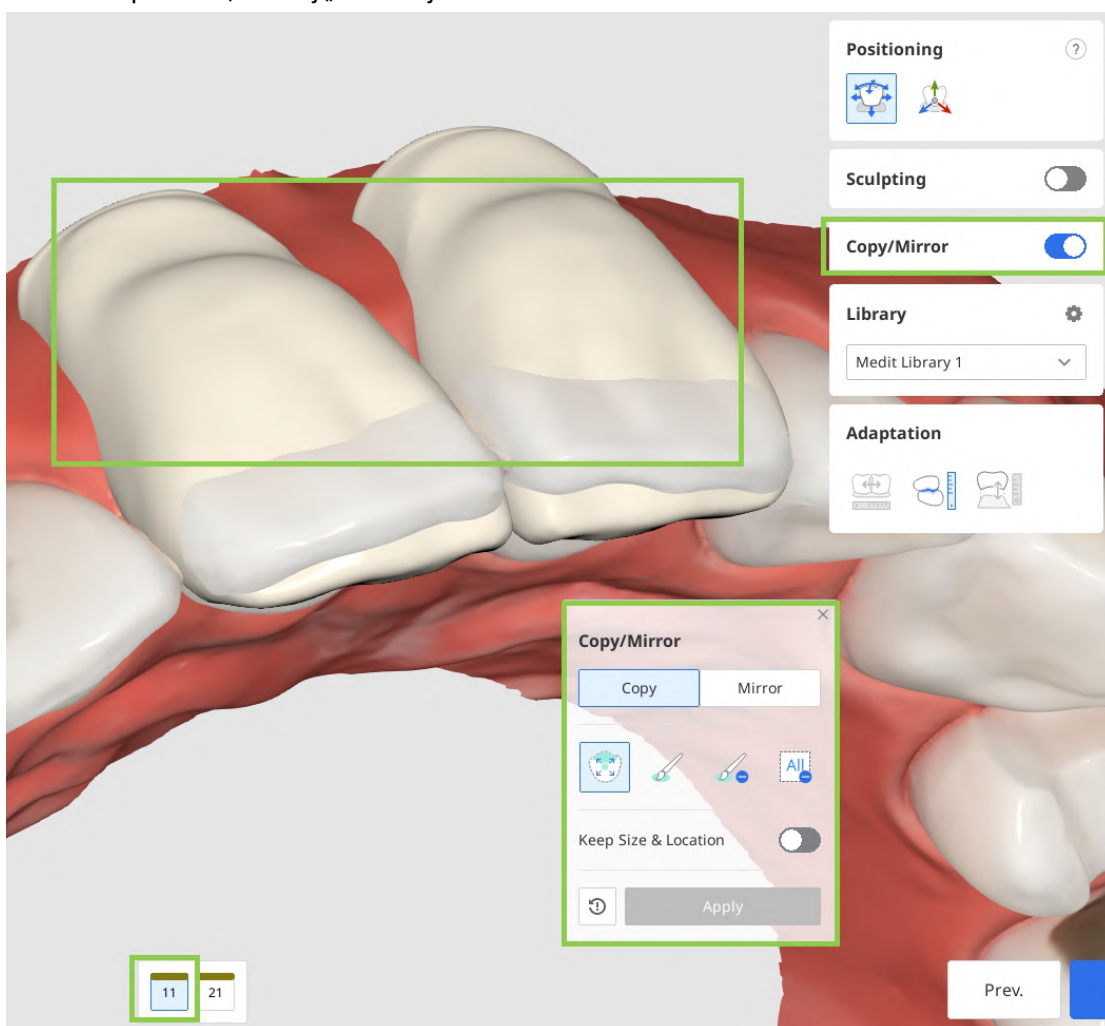 Positioning
?
Sculpting
Copy/Mirror
Library
Medit Library 1
Adaptation
Copy/Mirror
Copy Mirror
All
Keep Size & Location
Apply
11 21
Prev.